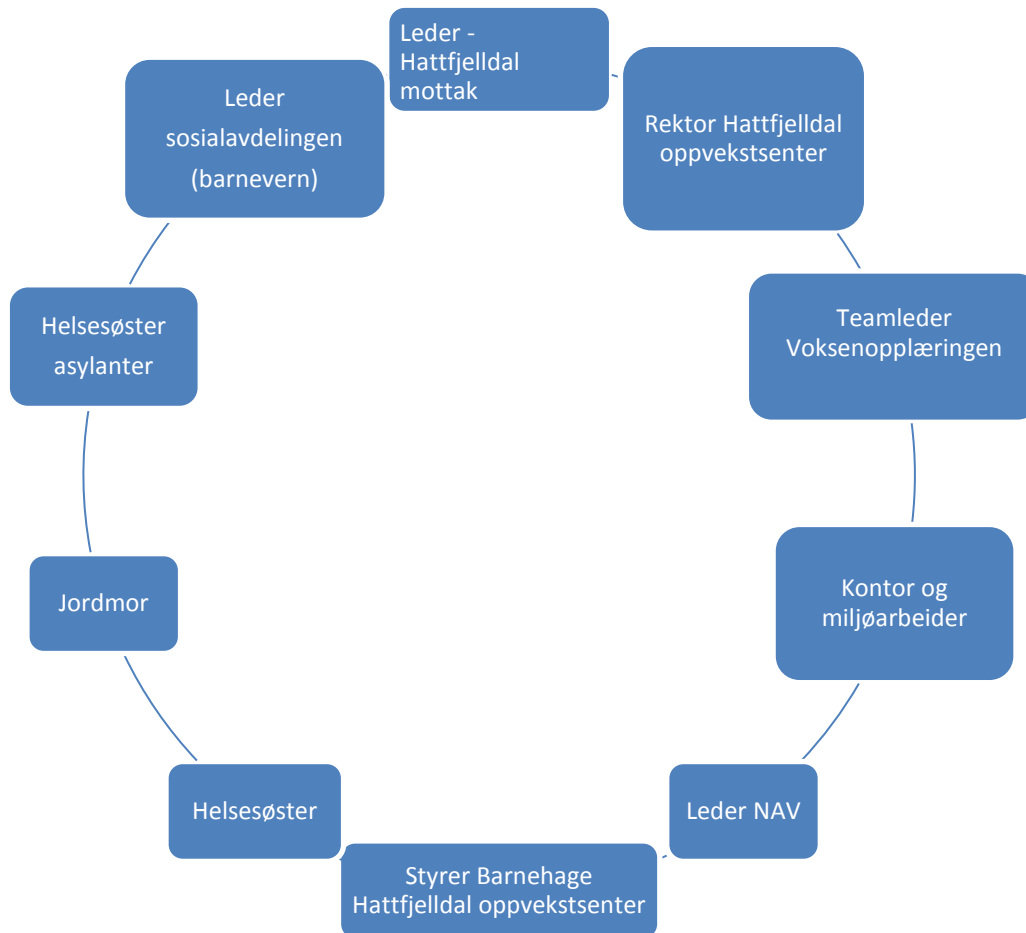 Leder -
Hattfjelldal
mottak
Rektor Hattfjelldal
oppvekstsenter
Teamleder
Voksenopplæringen
Kontor og
miljøarbeider
Leder NAV
Styrer Barnehage
Hattfjelldal oppvekstsenter
Helsesøster
Jordmor
Helsesøster
asylanter
Leder
sosialavdelingen
(barnevern)